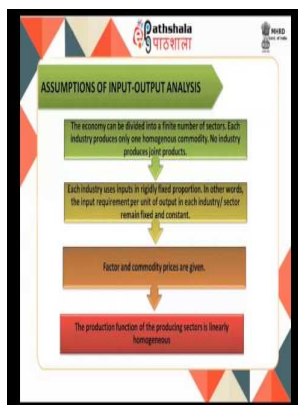 pathshala
पाठशाला
MHRD
ASSUMPTIONS OF INPUT-OUTPUT ANALYSIS
The economy can be divided into a finite number of sectors. Each
industry produces only one homogenous commodity. No industry
produces joint products.
Each industry uses inputs in rigidly fixed proportion. In other words,
the input requirement per unit of output in each industry/ sector
remain fixed and constant.
Factor and commodity prices are given.
The production function of the producing sectors is linearly
homogeneous